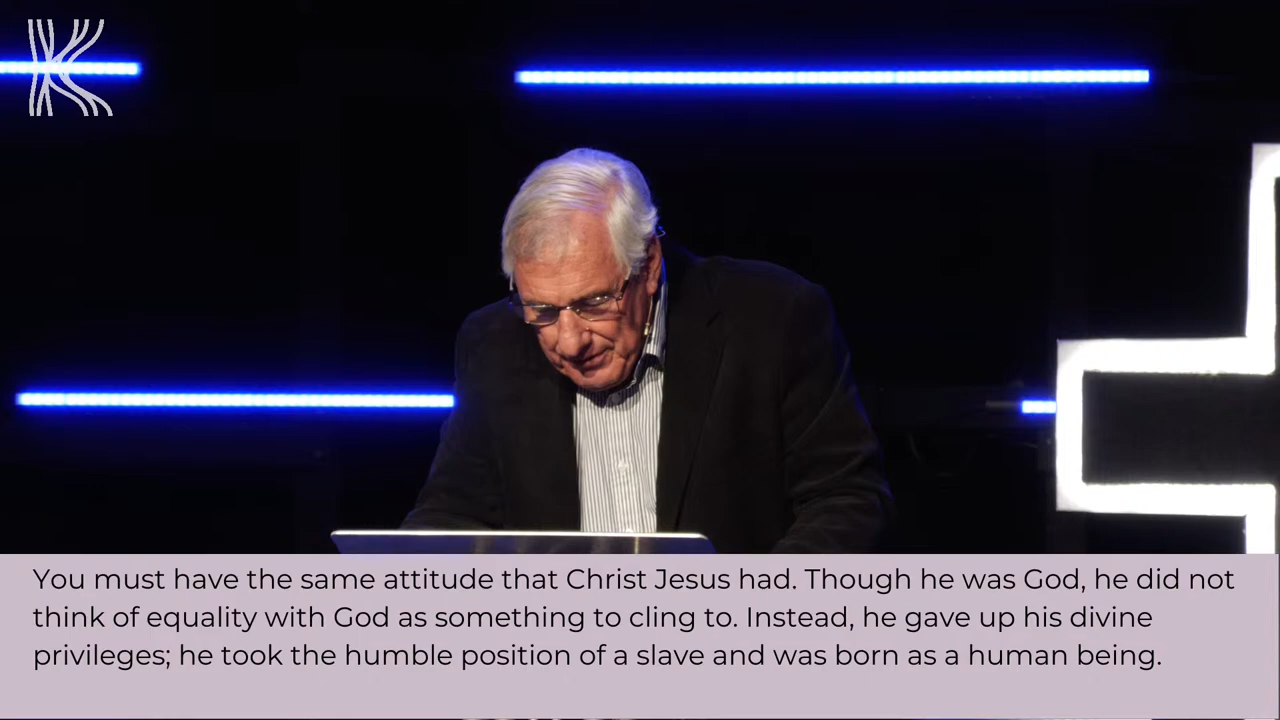 K
You must have the same attitude that Christ Jesus had. Though he was God, he did not
think of equality with God as something to cling to. Instead, he gave up his divine
privileges; he took the humble position of a slave and was born as a human being.